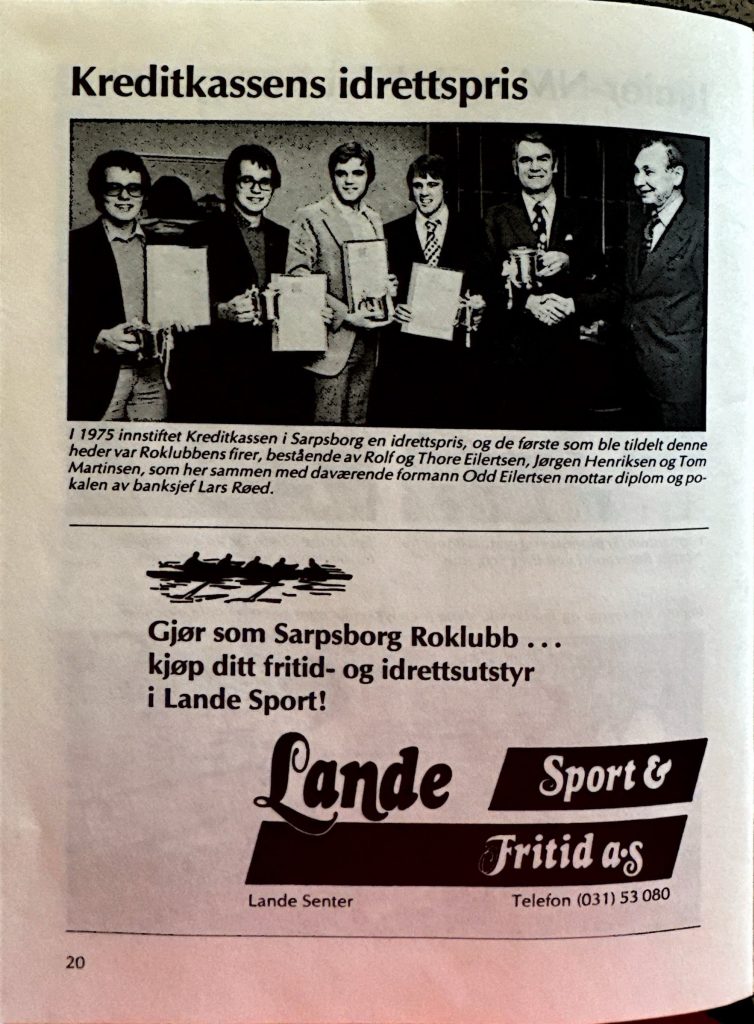 Kreditkassens idrettspris
I 1975 innstiftet Kreditkassen i Sarpsborg en idrettspris, og de første som ble tildelt denne
heder var Roklubbens firer, bestående av Rolf og Thore Eilertsen, Jørgen Henriksen og Tom
Martinsen, som her sammen med daværende formann Odd Eilertsen mottar diplom og po-
kalen av banksjef Lars Røed.
Gjør som Sarpsborg Roklubb ...
kjøp ditt fritid- og idrettsutstyr
i Lande Sport!
Lande Sport &
Fritid a·s
Lande Senter Telefon (031) 53 080
20